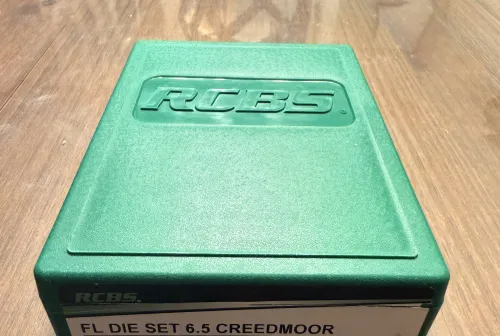 RCBS
RCBS
FL DIE SET 6.5 CREEDMOOR